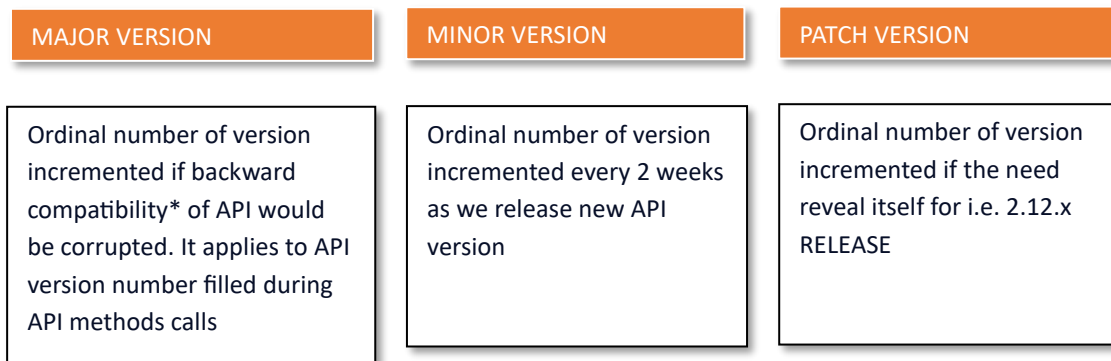 MAJOR VERSION
Ordinal number of version
incremented if backward
compatibility* of API would
be corrupted. It applies to API
version number filled during
API methods calls
MINOR VERSION
Ordinal number of version
incremented every 2 weeks
as we release new API
version
PATCH VERSION
Ordinal number of version
incremented if the need
reveal itself for i.e. 2.12.x
RELEASE